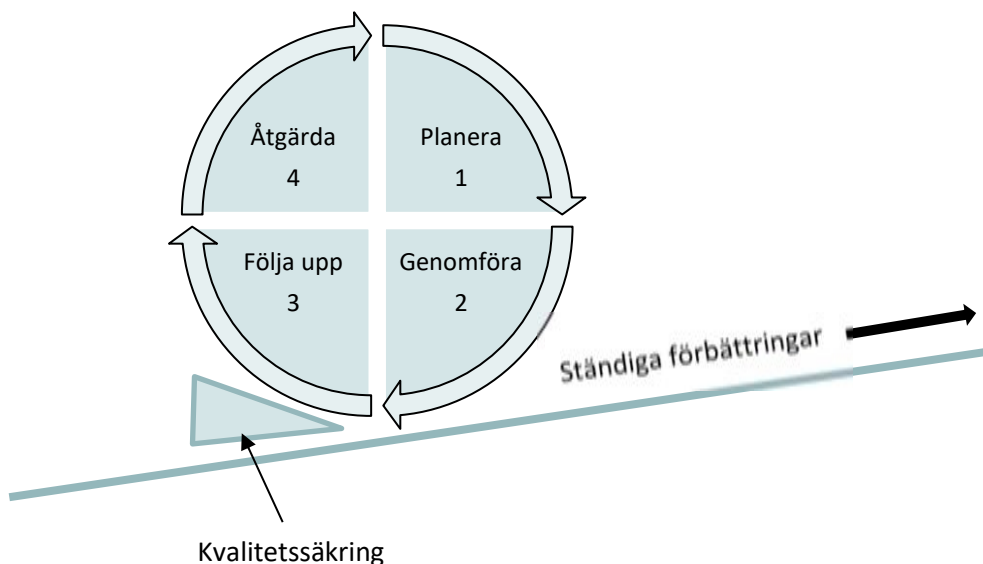 Åtgärda
4
Planera
1
Följa upp
3
Genomföra
2
Ständiga förbättringar
Kvalitetssäkring